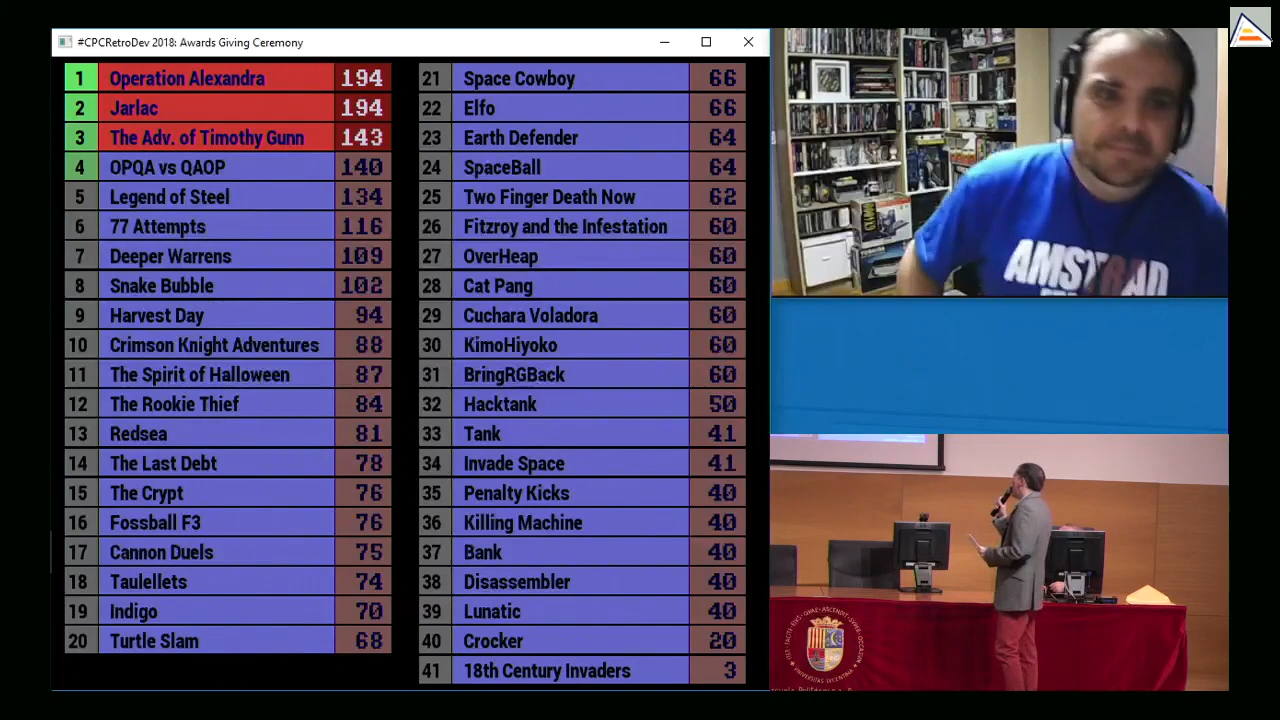 #CPCRetroDev 2018: Awards Giving Ceremony
1 Operation Alexandra 194
2 Jarlac 194
3 The Adv. of Timothy Gunn 143
4 OPQA vs QAOP 140
5 Legend of Steel 134
6 77 Attempts 116
7 Deeper Warrens 109
8 Snake Bubble 102
9 Harvest Day 94
10 Crimson Knight Adventures 88
11 The Spirit of Halloween 87
12 The Rookie Thief 84
13 Redsea 81
14 The Last Debt 78
15 The Crypt 76
16 Fossball F3 76
17 Cannon Duels 75
18 Taulellets 74
19 Indigo 70
20 Turtle Slam 68
21 Space Cowboy 66
22 Elfo 66
23 Earth Defender 64
24 SpaceBall 64
25 Two Finger Death Now 62
26 Fitzroy and the Infestation 60
27 OverHeap 60
28 Cat Pang 60
29 Cuchara Voladora 60
30 KimoHiyoko 60
31 BringRGBack 60
32 Hacktank 50
33 Tank 41
34 Invade Space 41
35 Penalty Kicks 40
36 Killing Machine 40
37 Bank 40
38 Disassembler 40
39 Lunatic 40
40 Crocker 20
41 18th Century Invaders 3
AMSTRAD